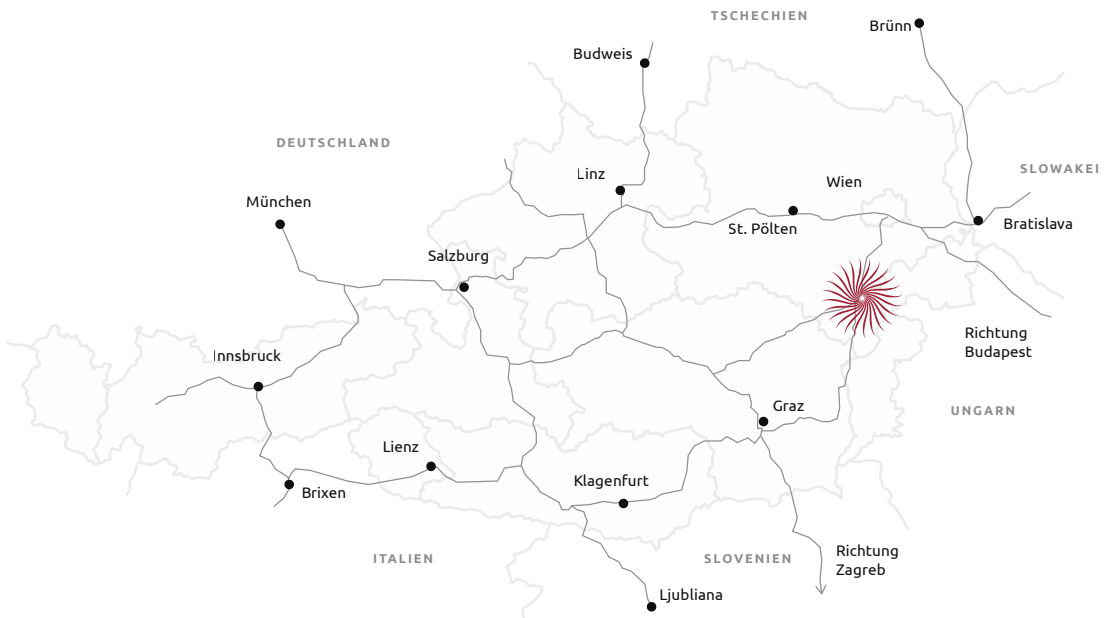 TSCHECHIEN
Brünn
Budweis
DEUTSCHLAND
SLOWAKEI
Linz
Wien
München
Bratislava
St. Pölten
Salzburg
Richtung
Budapest
Innsbruck
Graz
UNGARN
Lienz
Klagenfurt
Brixen
ITALIEN
SLOVENIEN
Richtung
Zagreb
Ljubliana